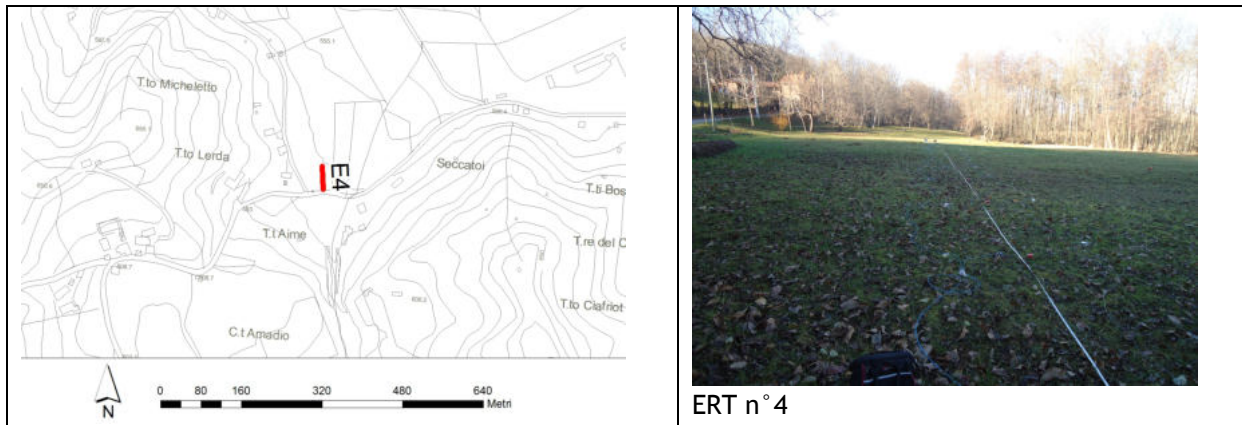 T.to Micheletto
T.to Lerda
E4
Seccatoi
T.ti Bos
T.t Aime
T.re del C
T.to Ciafriot
C.t Amadio
N
0 80 160 320 480 640
Metri
ERT n°4